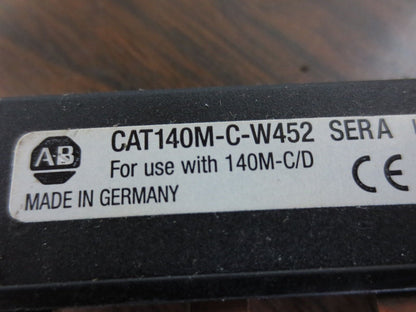 AB
CAT140M-C-W452 SER A
For use with 140M-C/D
CE
MADE IN GERMANY